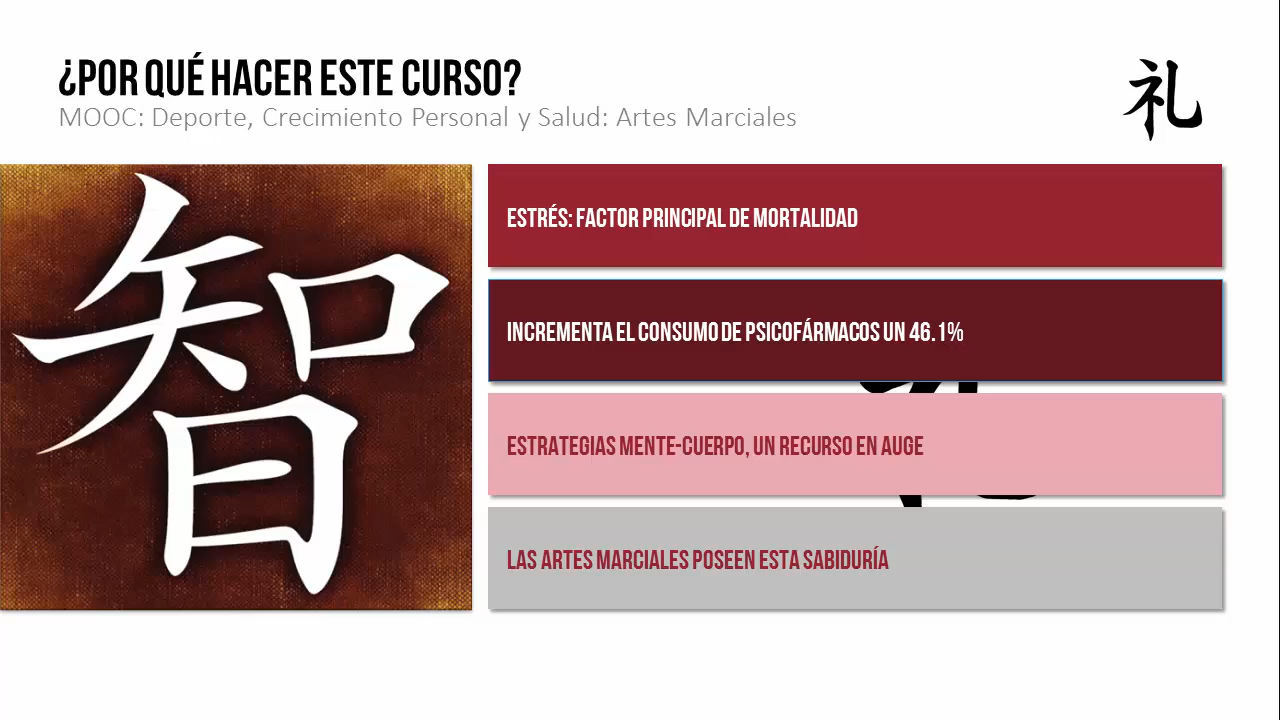 ¿POR QUÉ HACER ESTE CURSO?
MOOC: Deporte, Crecimiento Personal y Salud: Artes Marciales
礼
智
ESTRÉS: FACTOR PRINCIPAL DE MORTALIDAD
INCREMENTA EL CONSUMO DE PSICOFÁRMACOS UN 46.1%
ESTRATEGIAS MENTE-CUERPO, UN RECURSO EN AUGE
LAS ARTES MARCIALES POSEEN ESTA SABIDURÍA